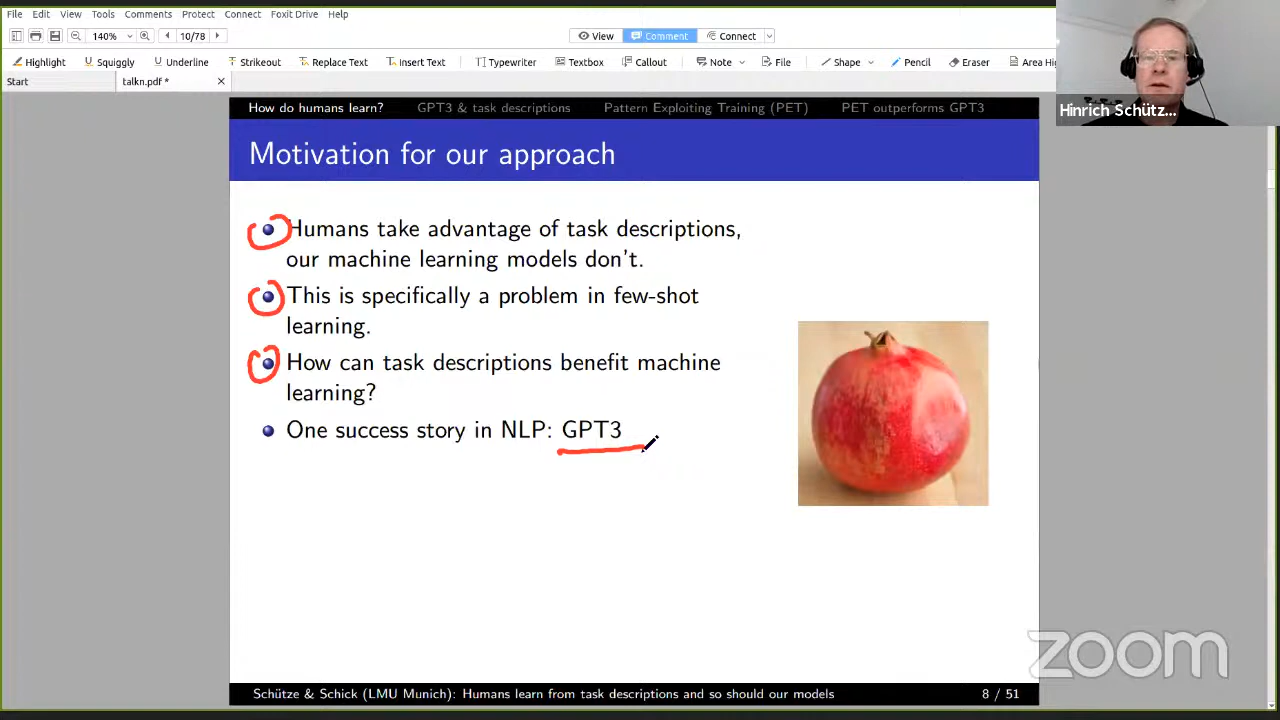 File Edit View Tools Comments Protect Connect Foxit Drive Help
140% 10/78 View Comment Connect
Highlight Squiggly Underline Strikeout Replace Text Insert Text Typewriter Textbox Callout Note File Shape Pencil Eraser Area Hig
Start talkn.pdf *
Hinrich Schütz...
How do humans learn? GPT3 & task descriptions Pattern Exploiting Training (PET) PET outperforms GPT3
Motivation for our approach
Humans take advantage of task descriptions,
our machine learning models don't.
This is specifically a problem in few-shot
learning.
How can task descriptions benefit machine
learning?
One success story in NLP: GPT3
zoom
Schütze & Schick (LMU Munich): Humans learn from task descriptions and so should our models 8 / 51